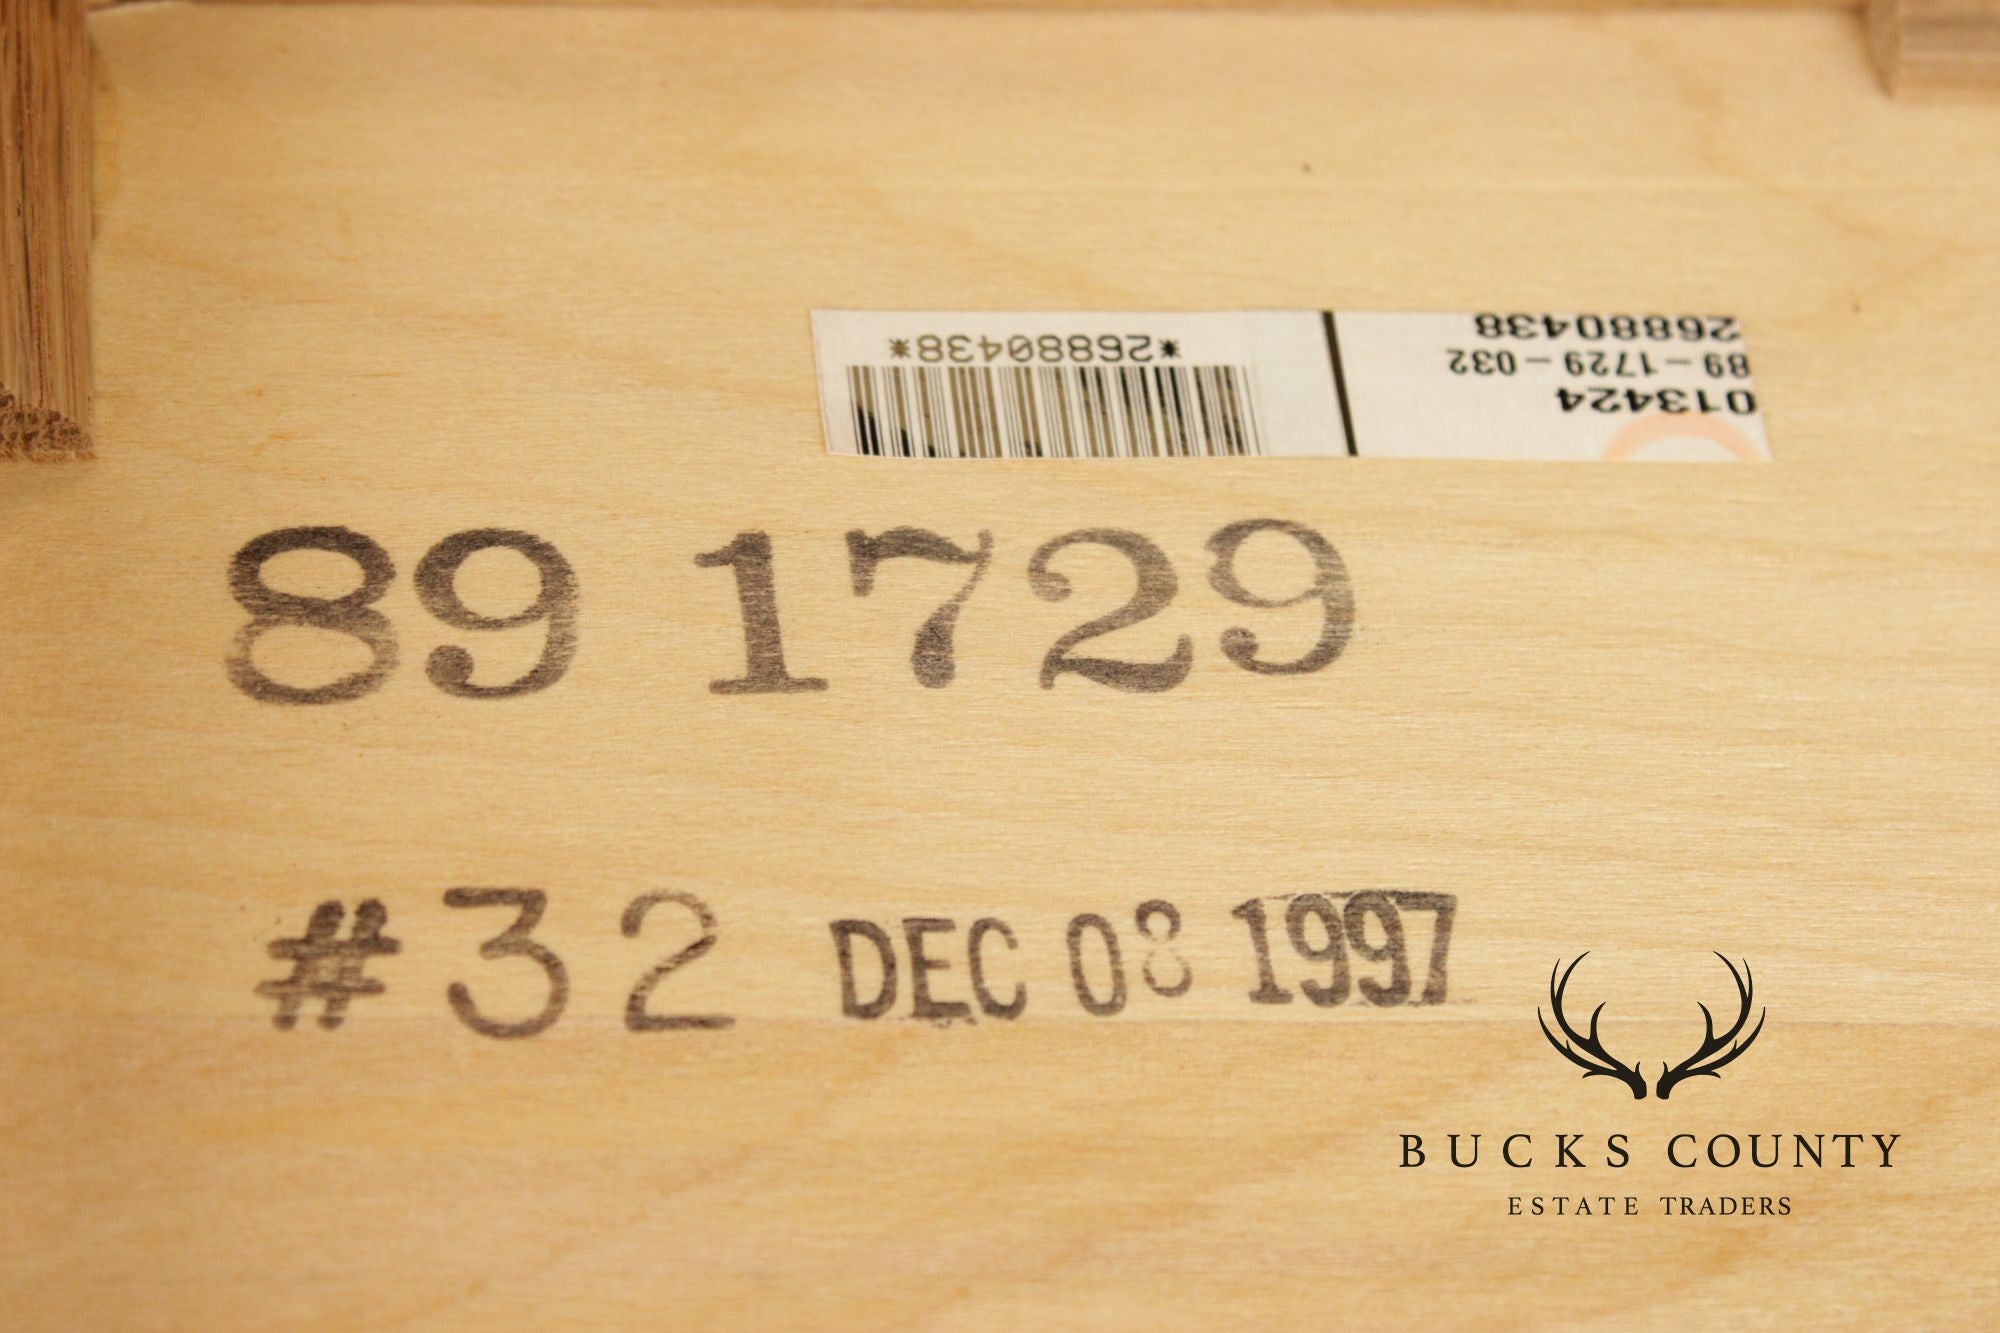 *26880438*
013424
89-1729-032
26880438
89 1729
#32 DEC 08 1997
BUCKS COUNTY
ESTATE TRADERS